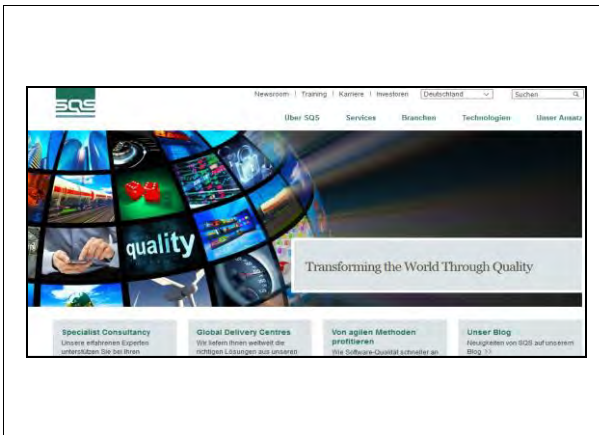 SQS
Newsroom | Training | Karriere | Investoren Deutschland Suchen
Über SQS Services Branchen Technologien Unser Ansatz
quality
Transforming the World Through Quality
Specialist Consultancy
Unsere erfahrenen Experten
unterstützen Sie bei Ihren
Global Delivery Centres
Wir liefern Ihnen weltweit die
richtigen Lösungen aus unseren
Von agilen Methoden
profitieren
Wie Software-Qualität schneller an
Unser Blog
Neuigkeiten von SQS auf unserem
Blog >>